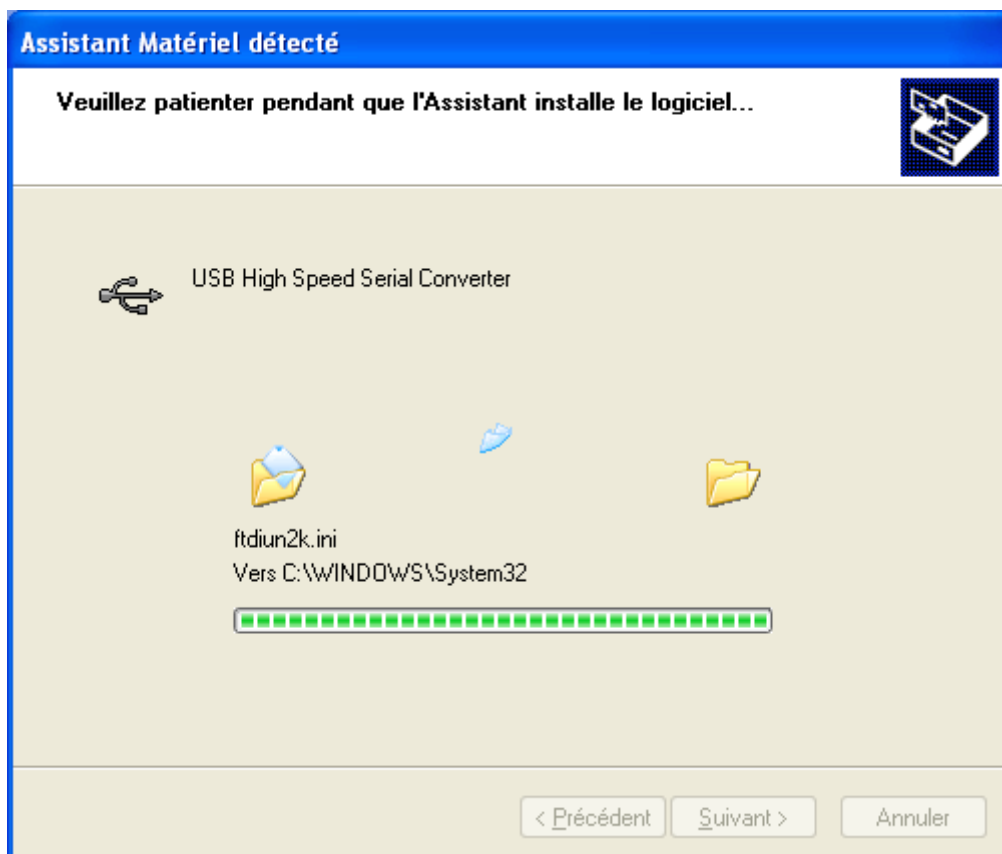 Assistant Matériel détecté
Veuillez patienter pendant que l'Assistant installe le logiciel...
USB High Speed Serial Converter
ftdiun2k.ini
Vers C:\WINDOWS\System32
< Précédent
Suivant >
Annuler